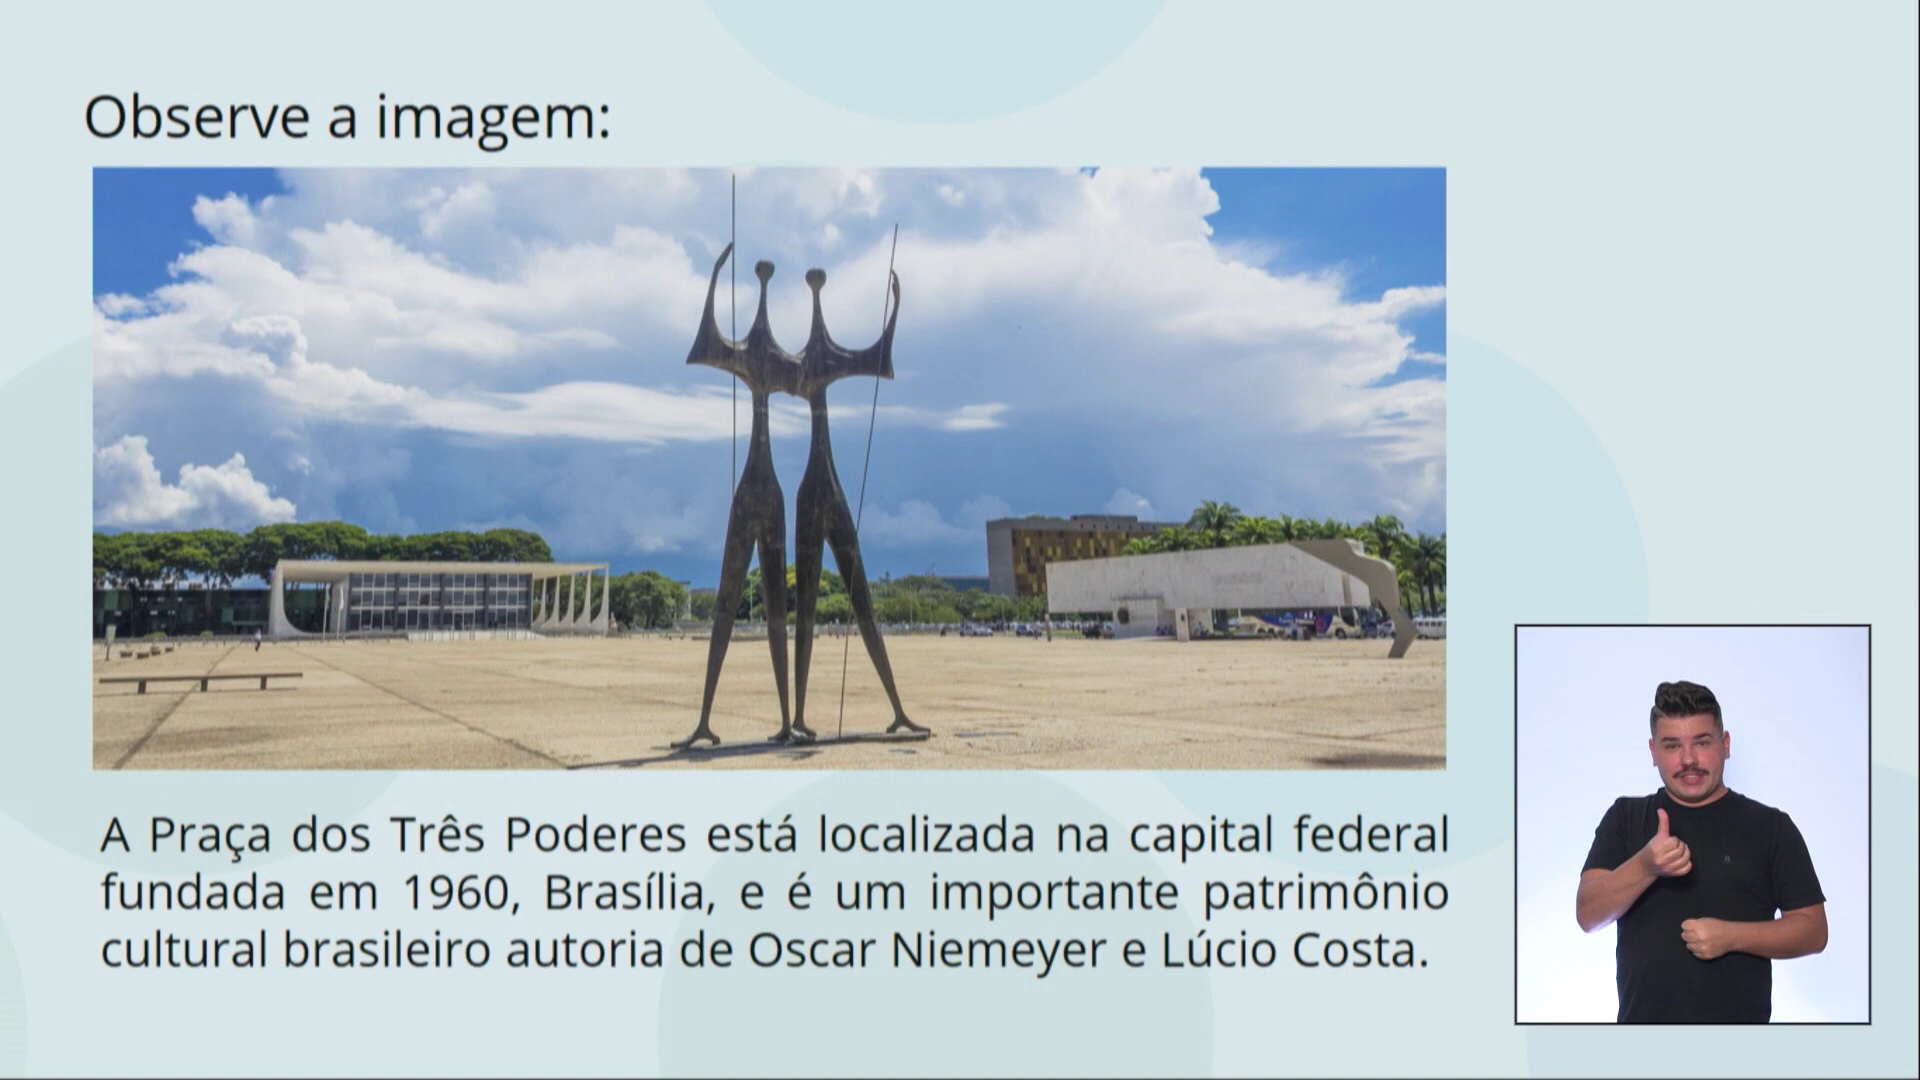 Observe a imagem:
A Praça dos Três Poderes está localizada na capital federal
fundada em 1960, Brasília, e é um importante patrimônio
cultural brasileiro autoria de Oscar Niemeyer e Lúcio Costa.